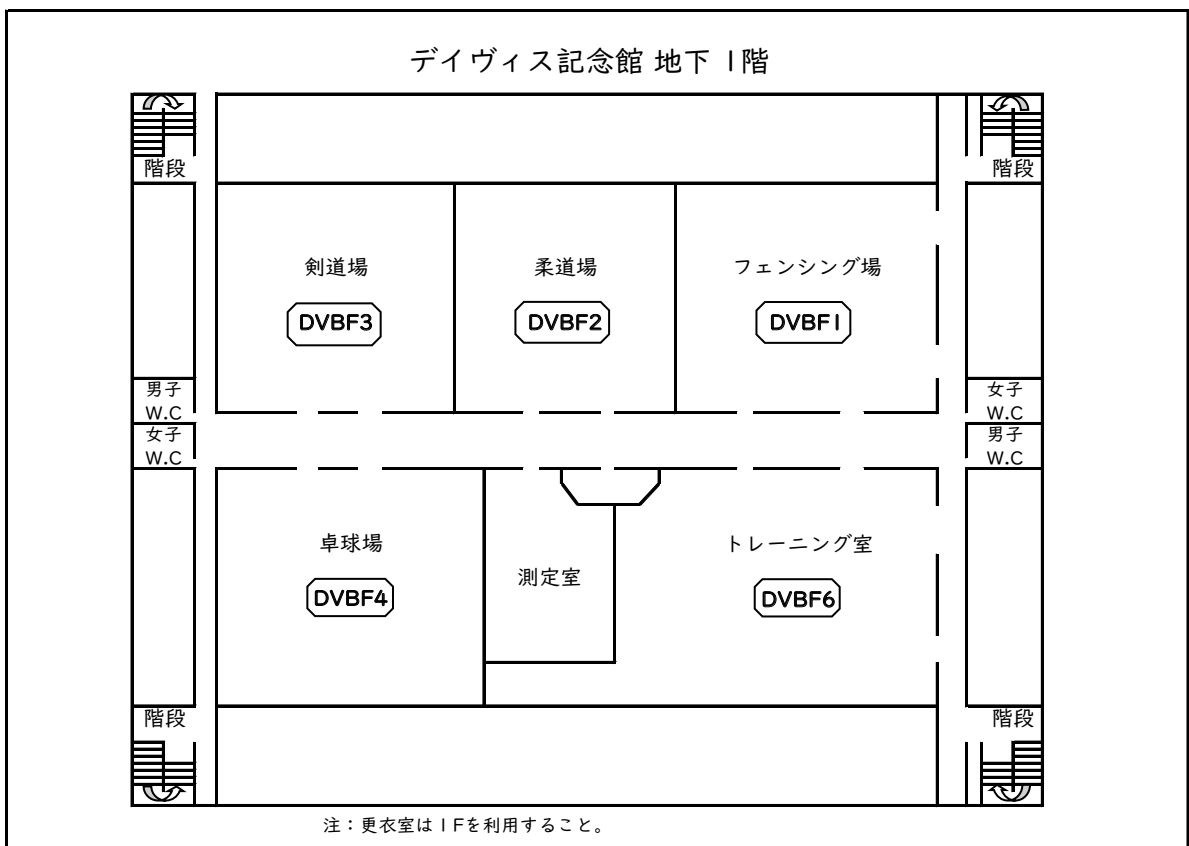 デイヴィス記念館 地下 1階
階段
階段
剣道場
柔道場
フェンシング場
DVBF3
DVBF2
DVBF1
男子
W.C
女子
W.C
女子
W.C
男子
W.C
卓球場
測定室
トレーニング室
DVBF4
DVBF6
階段
階段
注：更衣室は1Fを利用すること。